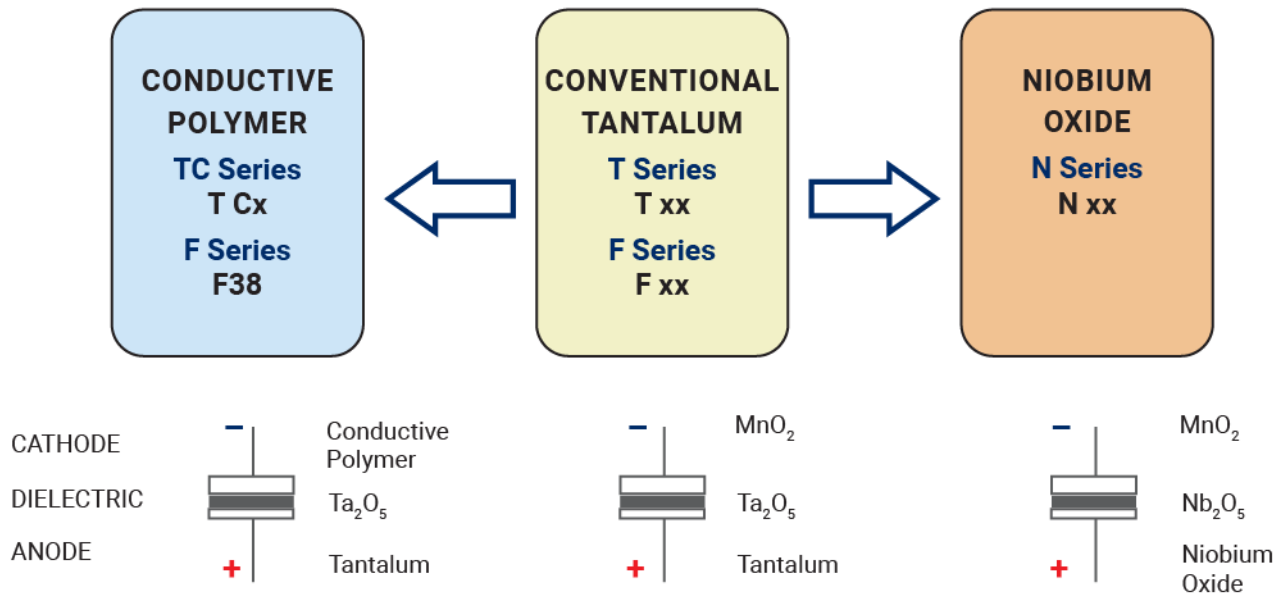 CONDUCTIVE
POLYMER
TC Series
T Cx
F Series
F38
CONVENTIONAL
TANTALUM
T Series
T xx
F Series
F xx
NIOBIUM
OXIDE
N Series
N xx
CATHODE
DIELECTRIC
ANODE
−
+
Conductive
Polymer
Ta₂O₅
Tantalum
−
+
MnO₂
Ta₂O₅
Tantalum
−
+
MnO₂
Nb₂O₅
Niobium
Oxide